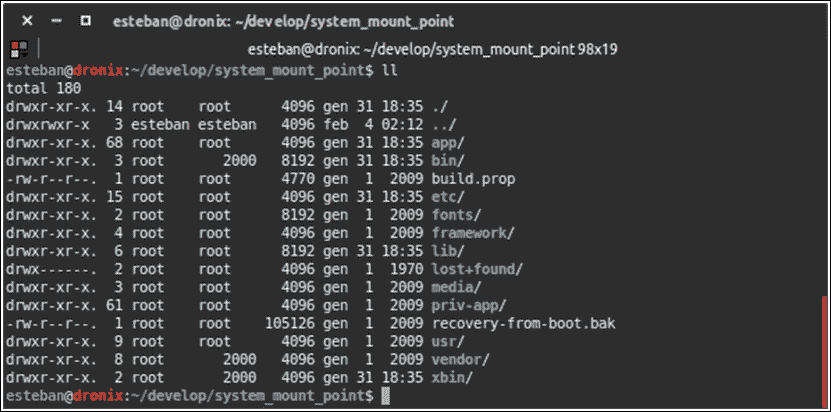 esteban@dronix: ~/develop/system_mount_point
esteban@dronix: ~/develop/system_mount_point 98x19
esteban@dronix:~/develop/system_mount_point$ ll
total 180
drwxr-xr-x. 14 root    root      4096 gen 31 18:35 ./
drwxrwxr-x   3 esteban esteban   4096 feb  4 02:12 ../
drwxr-xr-x. 68 root    root      4096 gen 31 18:35 app/
drwxr-xr-x.  3 root       2000   8192 gen 31 18:35 bin/
-rw-r--r--.  1 root    root      4770 gen  1  2009 build.prop
drwxr-xr-x. 15 root    root      4096 gen 31 18:35 etc/
drwxr-xr-x.  2 root    root      8192 gen  1  2009 fonts/
drwxr-xr-x.  4 root    root      4096 gen  1  2009 framework/
drwxr-xr-x.  6 root    root      8192 gen 31 18:35 lib/
drwx------.  2 root    root      4096 gen  1  1970 lost+found/
drwxr-xr-x.  3 root    root      4096 gen  1  2009 media/
drwxr-xr-x. 61 root    root      4096 gen  1  2009 priv-app/
-rw-r--r--.  1 root    root    105126 gen  1  2009 recovery-from-boot.bak
drwxr-xr-x.  9 root    root      4096 gen  1  2009 usr/
drwxr-xr-x.  8 root       2000   4096 gen  1  2009 vendor/
drwxr-xr-x.  2 root       2000   4096 gen 31 18:35 xbin/
esteban@dronix:~/develop/system_mount_point$